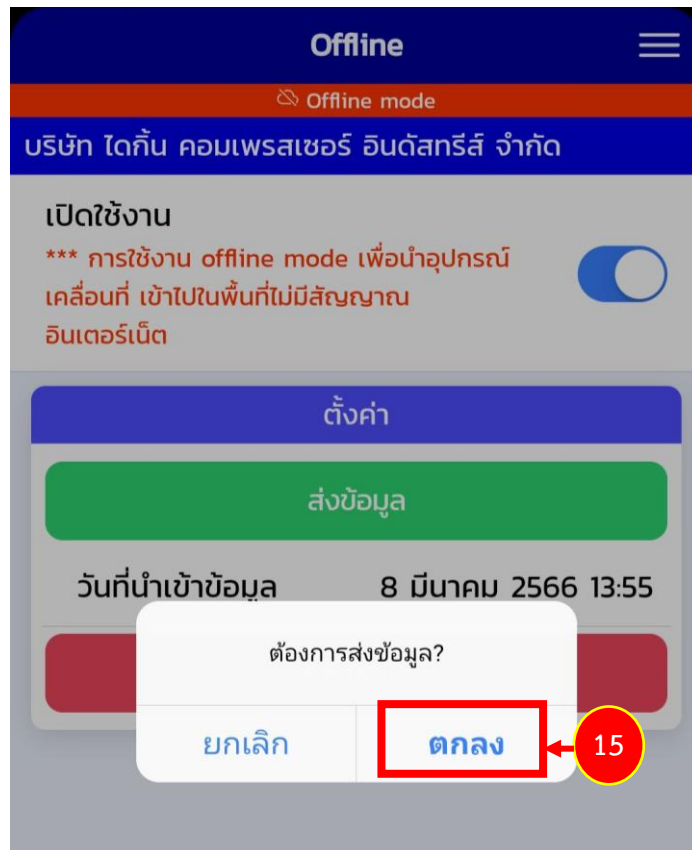 Offline
Offline mode
บริษัท ไดกิ้น คอมเพรสเซอร์ อินดัสทรีส์ จำกัด
เปิดใช้งาน
*** การใช้งาน offline mode เพื่อนำอุปกรณ์
เคลื่อนที่ เข้าไปในพื้นที่ไม่มีสัญญาณ
อินเตอร์เน็ต
ตั้งค่า
ส่งข้อมูล
วันที่นำเข้าข้อมูล 8 มีนาคม 2566 13:55
ต้องการส่งข้อมูล?
ยกเลิก ตกลง 15